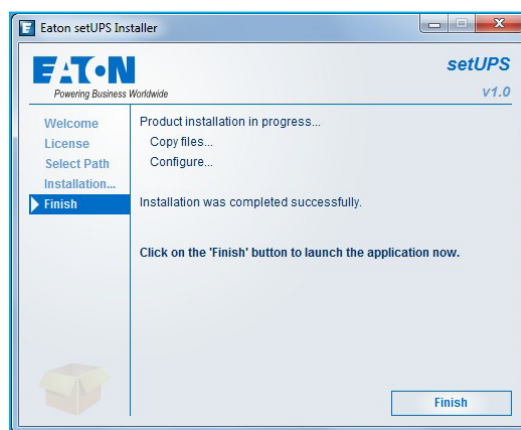 Eaton setUPS Installer
EATON
Powering Business Worldwide
setUPS
v1.0
Welcome
License
Select Path
Installation...
Finish
Product installation in progress...
Copy files...
Configure...
Installation was completed successfully.
Click on the 'Finish' button to launch the application now.
Finish